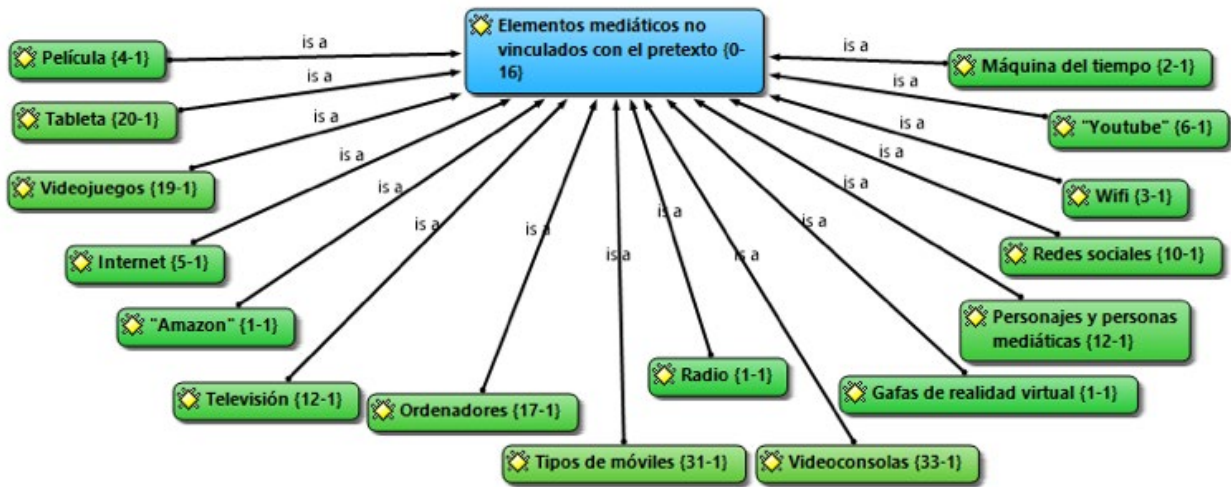 Elementos mediáticos no
vinculados con el pretexto {0-
16}
is a
Película {4-1}
is a
Tableta {20-1}
is a
Videojuegos {19-1}
is a
Internet {5-1}
is a
"Amazon" {1-1}
is a
Televisión {12-1}
is a
Ordenadores {17-1}
is a
Tipos de móviles {31-1}
is a
Radio {1-1}
is a
Videoconsolas {33-1}
is a
Gafas de realidad virtual {1-1}
is a
Personajes y personas
mediáticas {12-1}
is a
Redes sociales {10-1}
is a
Wifi {3-1}
is a
"Youtube" {6-1}
is a
Máquina del tiempo {2-1}